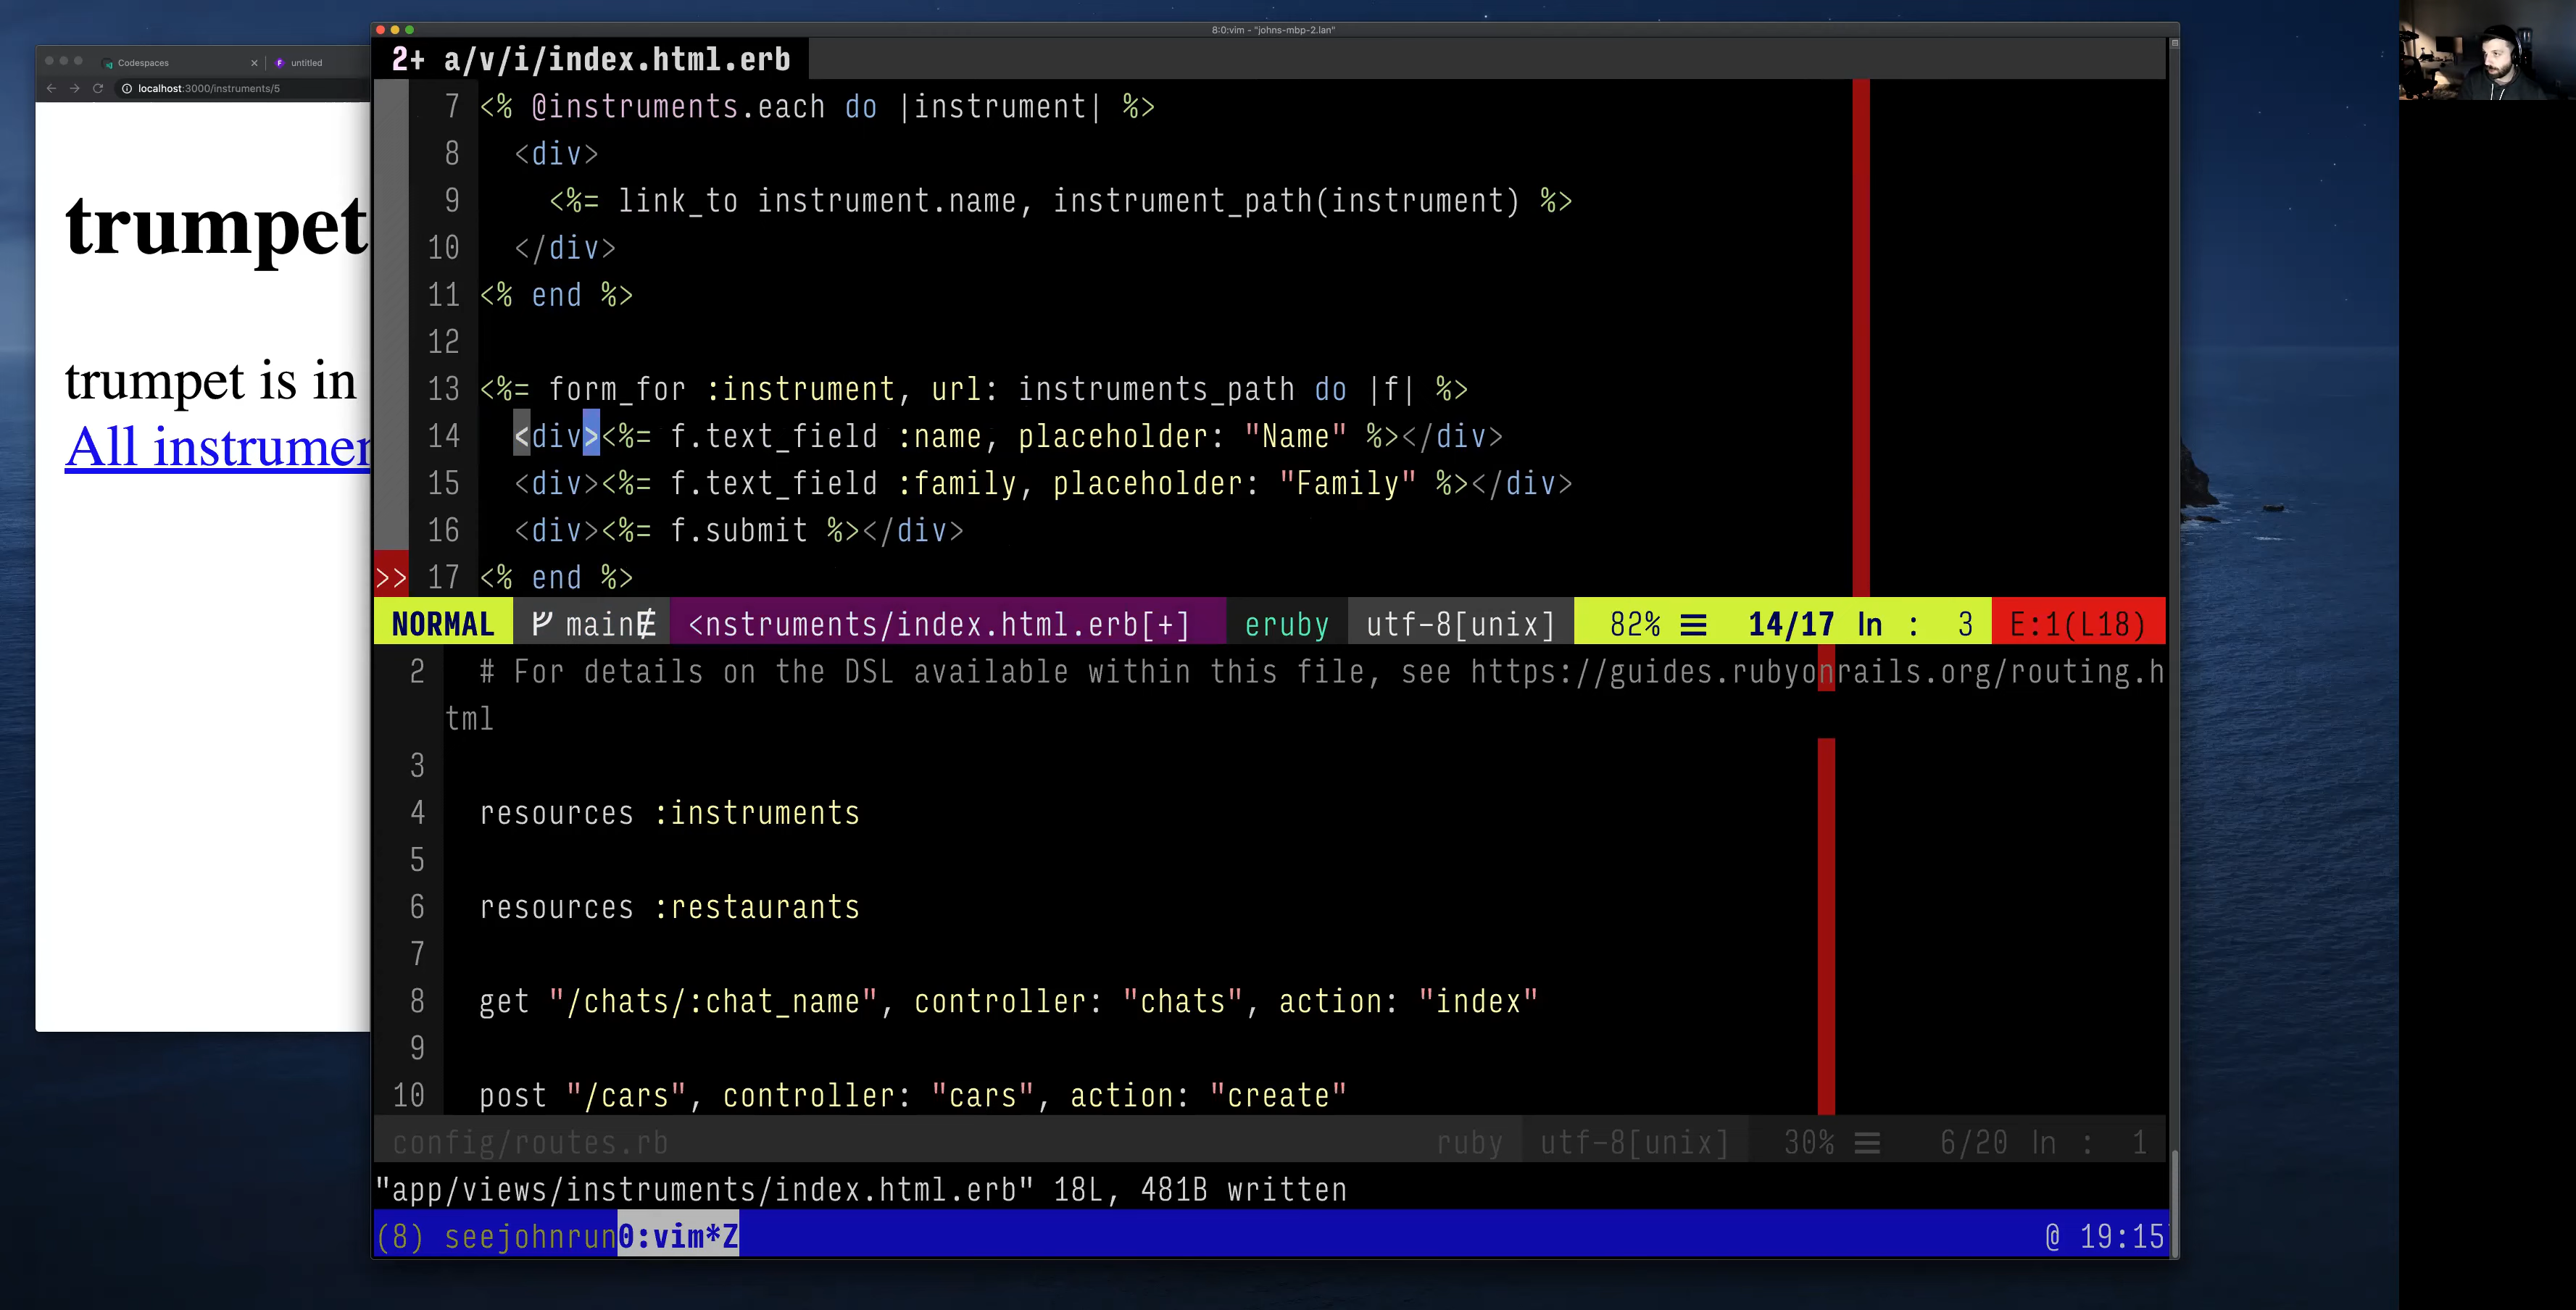 8:0:vim - "johns-mbp-2.lan"
Codespaces
untitled
localhost:3000/instruments/5
trumpet
trumpet is in
All instrumen
2+ a/v/i/index.html.erb
7 <% @instruments.each do |instrument| %>
8 <div>
9 <%= link_to instrument.name, instrument_path(instrument) %>
10 </div>
11 <% end %>
12
13 <%= form_for :instrument, url: instruments_path do |f| %>
14 <div><%= f.text_field :name, placeholder: "Name" %></div>
15 <div><%= f.text_field :family, placeholder: "Family" %></div>
16 <div><%= f.submit %></div>
>> 17 <% end %>
NORMAL main <nstruments/index.html.erb[+] eruby utf-8[unix] 82% ☰ 14/17 ln : 3 E:1(L18)
2 # For details on the DSL available within this file, see https://guides.rubyonrails.org/routing.h
tml
3
4 resources :instruments
5
6 resources :restaurants
7
8 get "/chats/:chat_name", controller: "chats", action: "index"
9
10 post "/cars", controller: "cars", action: "create"
config/routes.rb ruby utf-8[unix] 30% ☰ 6/20 ln : 1
"app/views/instruments/index.html.erb" 18L, 481B written
(8) seejohnrun 0:vim*Z @ 19:15